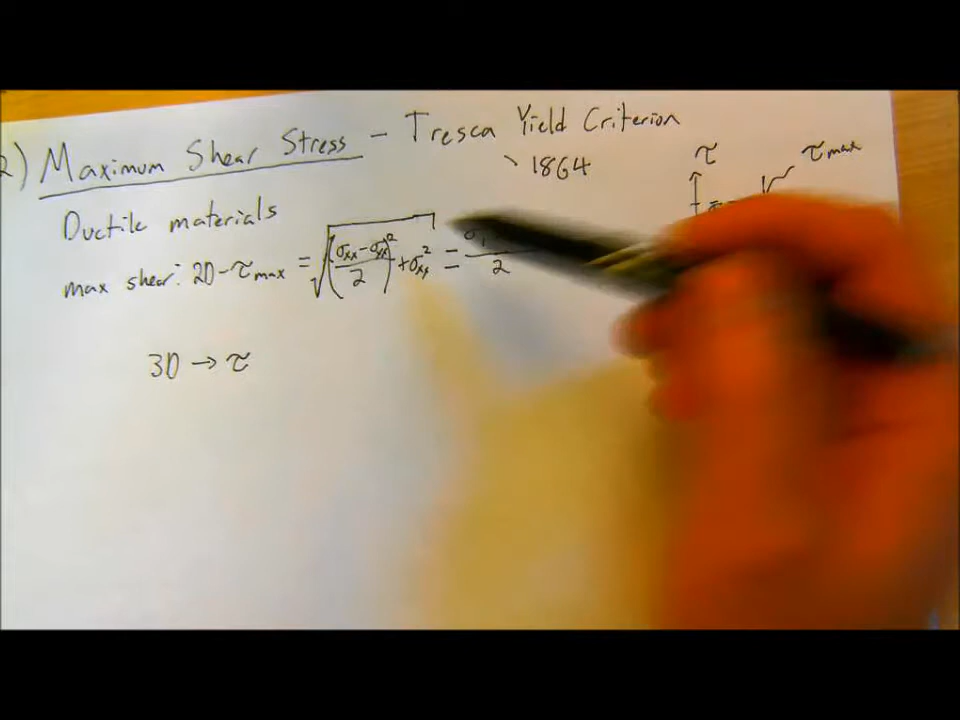 2) Maximum Shear Stress - Tresca Yield Criterion
1864
τ τmax
Ductile materials
max shear: 2D - τmax = √((σxx - σyy)/2)² + σxy² = σ1 / 2
3D → τ